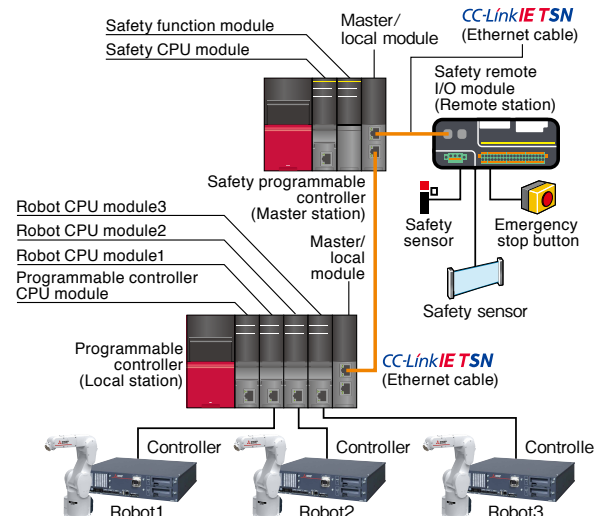 Safety function module
Safety CPU module
Master/
local module
CC-Link IE TSN
(Ethernet cable)
Safety remote
I/O module
(Remote station)
Safety programmable
controller
(Master station)
Safety
sensor
Emergency
stop button
Safety sensor
Robot CPU module3
Robot CPU module2
Robot CPU module1
Programmable controller
CPU module
Master/
local
module
Programmable
controller
(Local station)
CC-Link IE TSN
(Ethernet cable)
Controller
Controller
Controlle
Robot1
Robot2
Robot3